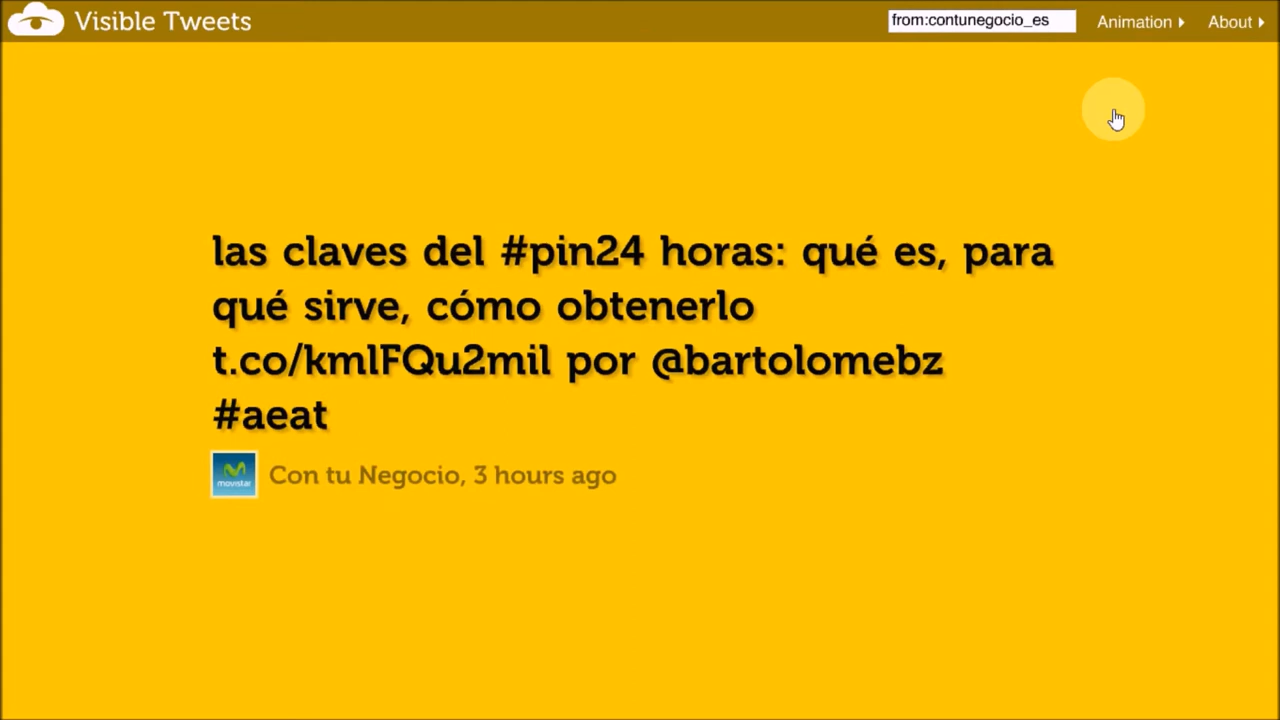 Visible Tweets
from:contunegocio_es
Animation
About
las claves del #pin24 horas: qué es, para
qué sirve, cómo obtenerlo
t.co/kmlFQu2mil por @bartolomebz
#aeat
movistar
Con tu Negocio, 3 hours ago